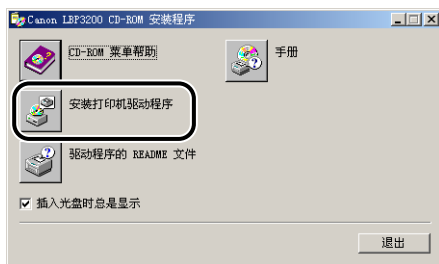 Canon LBP3200 CD-ROM 安装程序
CD-ROM 菜单帮助
手册
安装打印机驱动程序
驱动程序的 README 文件
插入光盘时总是显示
退出